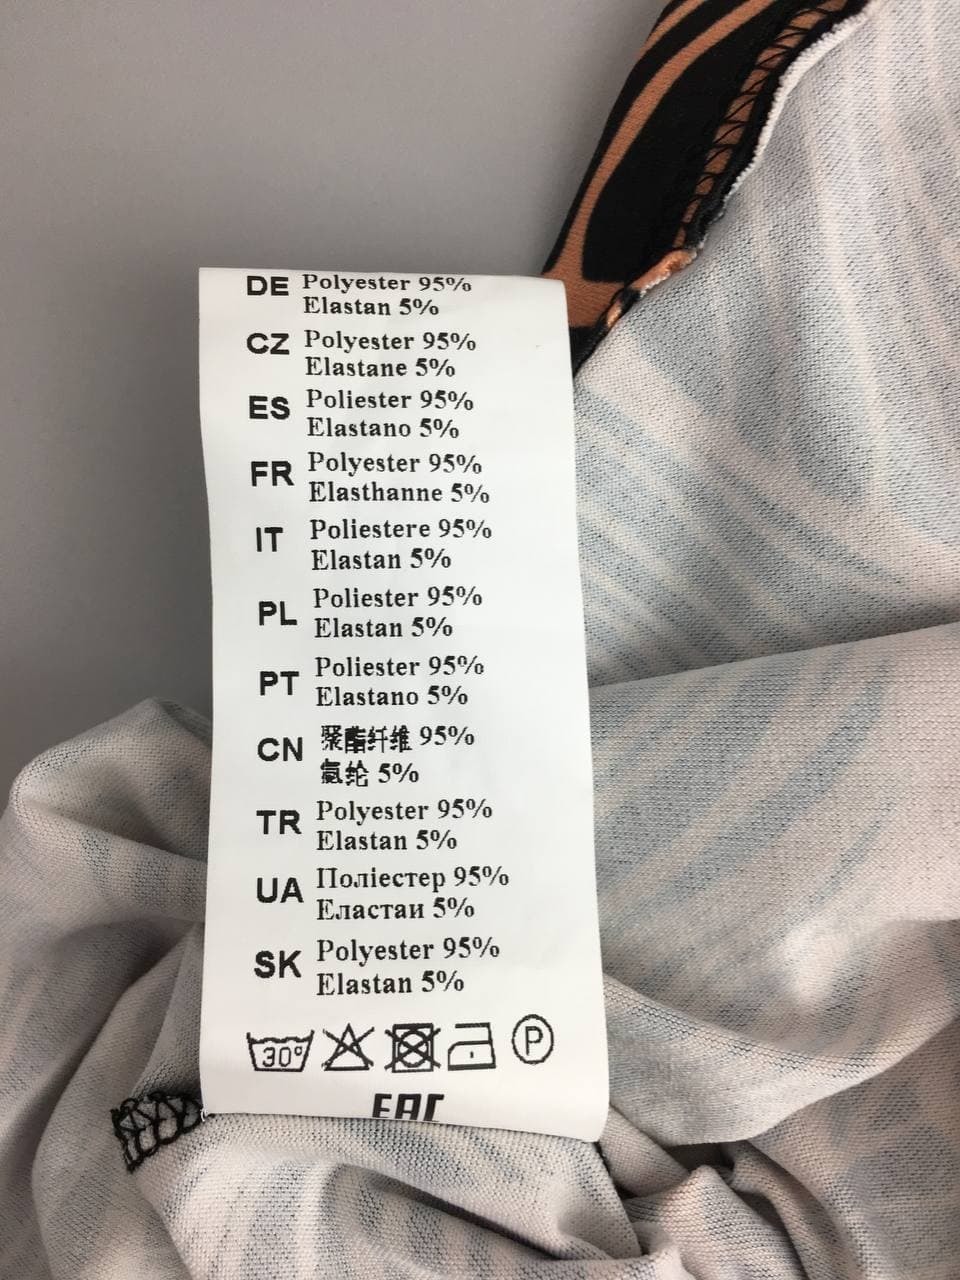 DE Polyester 95%
Elastan 5%
CZ Polyester 95%
Elastane 5%
ES Poliester 95%
Elastano 5%
FR Polyester 95%
Elasthanne 5%
IT Poliestere 95%
Elastan 5%
PL Poliester 95%
Elastan 5%
PT Poliester 95%
Elastano 5%
CN 聚酯纤维 95%
氨纶 5%
TR Polyester 95%
Elastan 5%
UA Поліестер 95%
Еластаи 5%
SK Polyester 95%
Elastan 5%
30° P
EAC